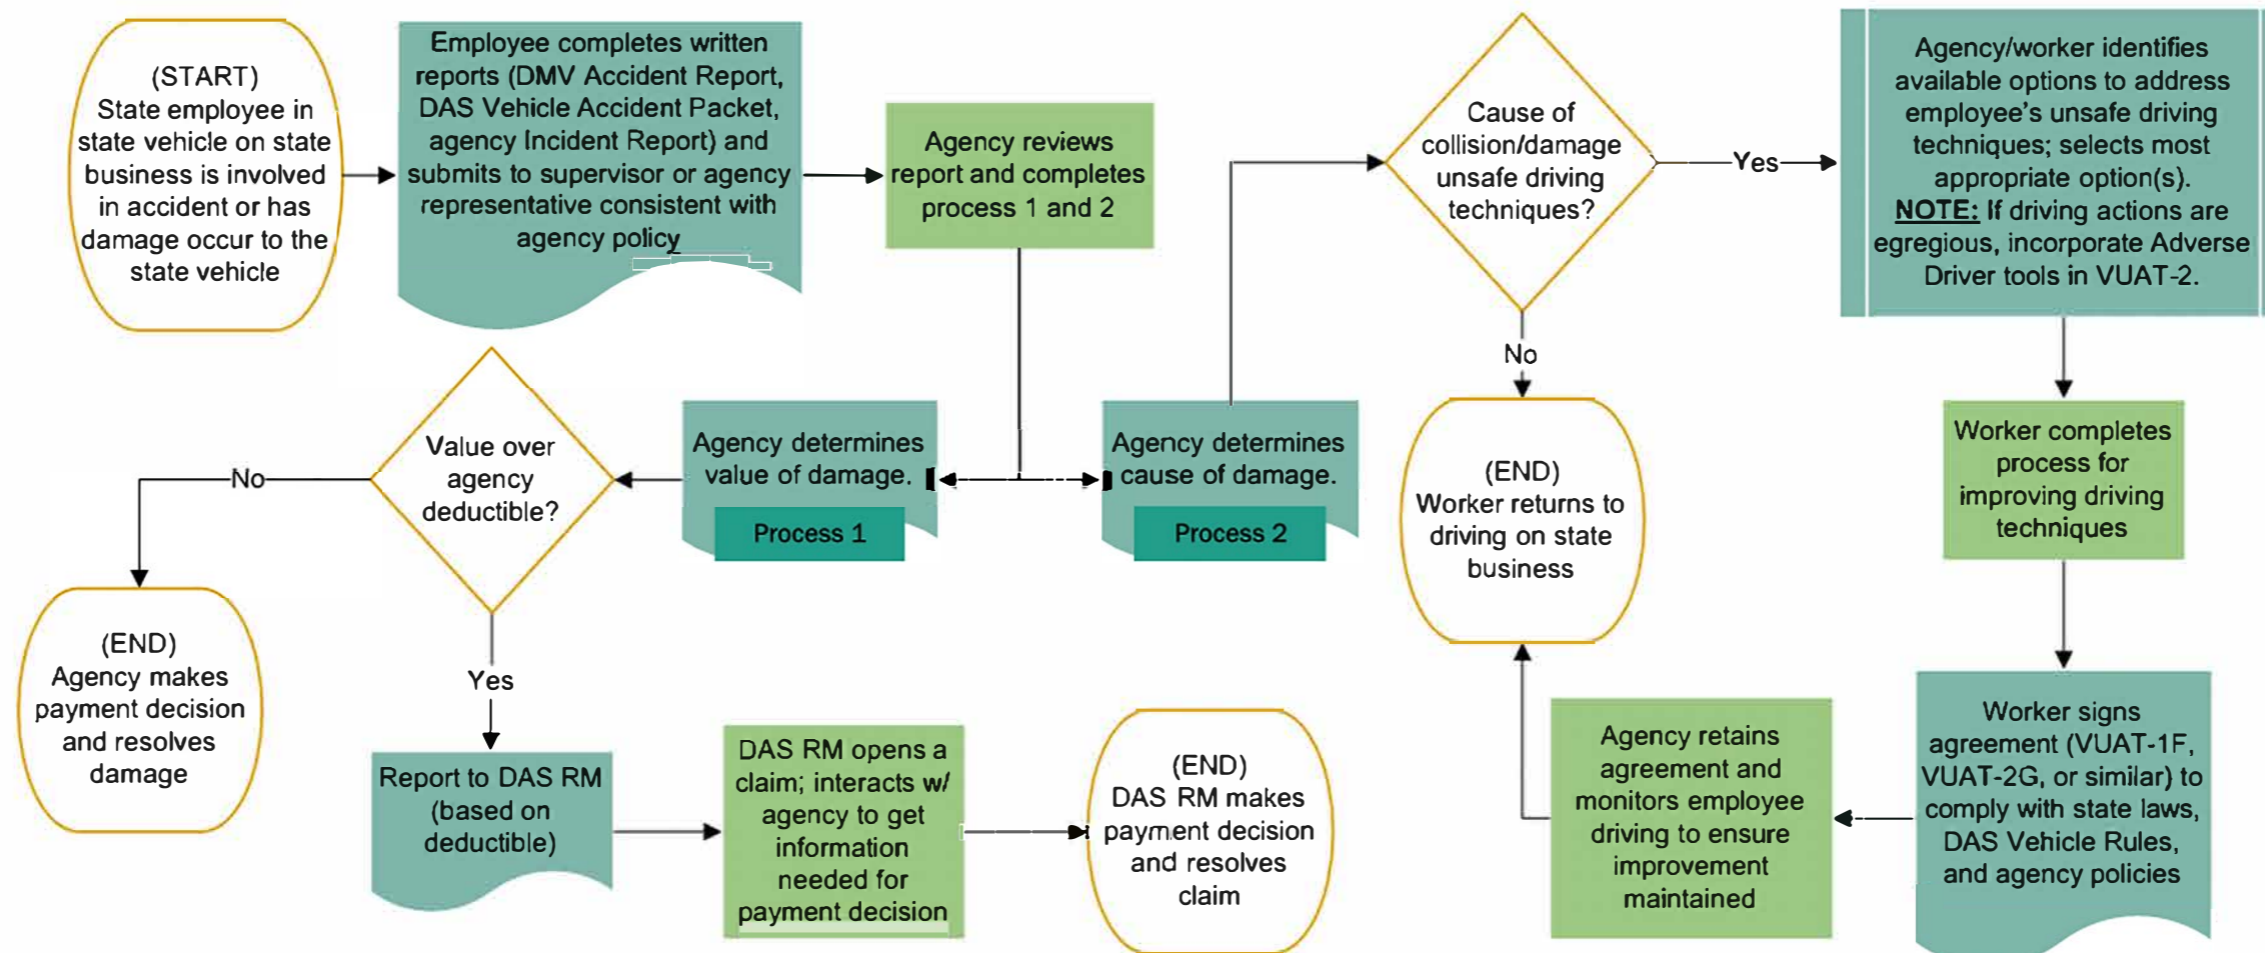 (START)
State employee in
state vehicle on state
business is involved
in accident or has
damage occur to the
state vehicle
Employee completes written
reports (DMV Accident Report,
DAS Vehicle Accident Packet,
agency Incident Report) and
submits to supervisor or agency
representative consistent with
agency policy
Agency reviews
report and completes
process 1 and 2
Cause of
collision/damage
unsafe driving
techniques?
Yes
Agency/worker identifies
available options to address
employee's unsafe driving
techniques; selects most
appropriate option(s).
NOTE: If driving actions are
egregious, incorporate Adverse
Driver tools in VUAT-2.
No
Value over
agency
deductible?
No
Agency determines
value of damage.
Process 1
Agency determines
cause of damage.
Process 2
(END)
Worker returns to
driving on state
business
Worker completes
process for
improving driving
techniques
(END)
Agency makes
payment decision
and resolves
damage
Yes
Report to DAS RM
(based on
deductible)
DAS RM opens a
claim; interacts w/
agency to get
information
needed for
payment decision
(END)
DAS RM makes
payment decision
and resolves
claim
Agency retains
agreement and
monitors employee
driving to ensure
improvement
maintained
Worker signs
agreement (VUAT-1F,
VUAT-2G, or similar) to
comply with state laws,
DAS Vehicle Rules,
and agency policies